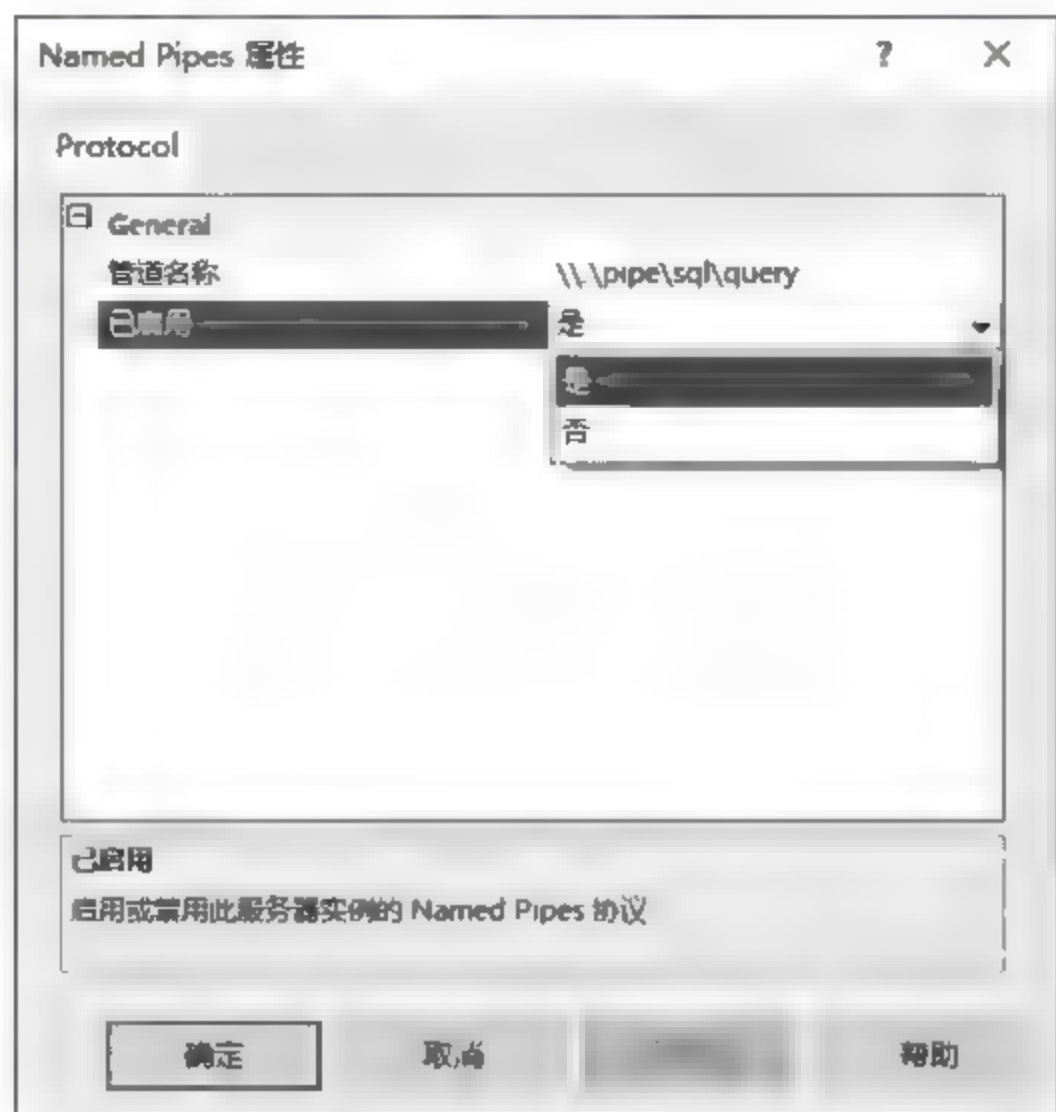 Named Pipes 属性
Protocol
General
管道名称 \\.\pipe\sql\query
已启用 是
是
否
已启用
启用或禁用此服务器实例的 Named Pipes 协议
确定 取消 帮助